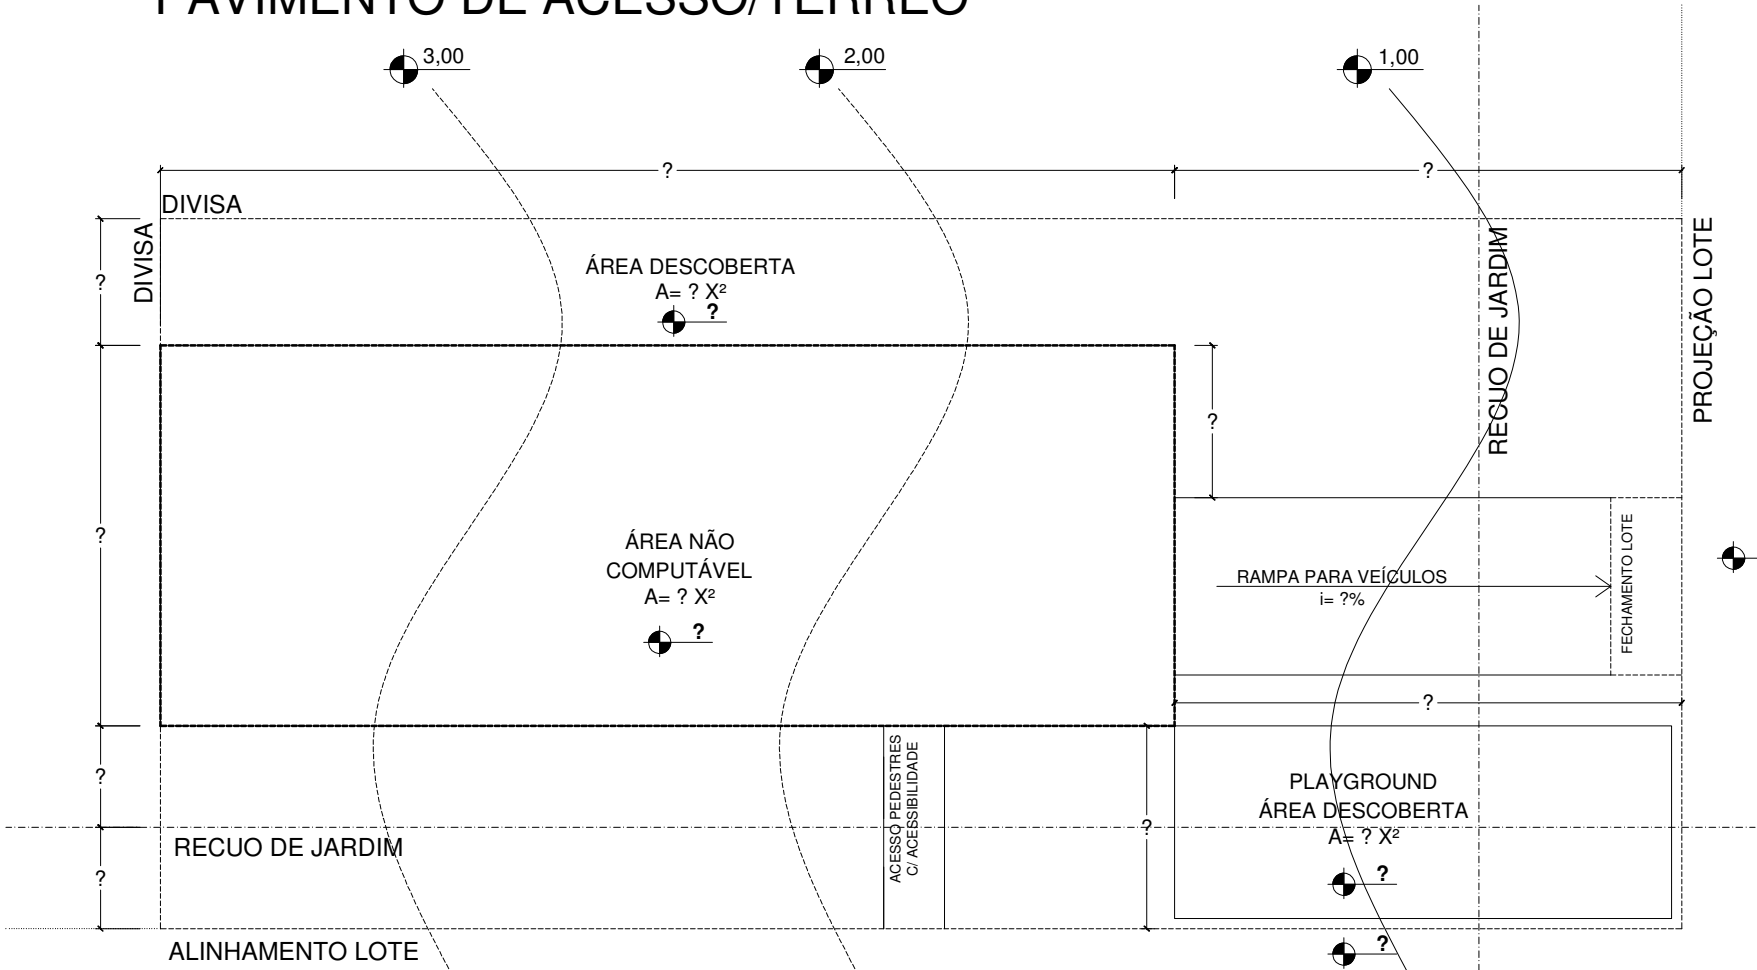 PAVIMENTO DE ACESSO/TÉRREO
3,00
2,00
1,00
?
?
DIVISA
DIVISA
?
ÁREA DESCOBERTA
A= ? X²
?
RECUO DE JARDIM
PROJEÇÃO LOTE
?
?
ÁREA NÃO
COMPUTÁVEL
A= ? X²
?
RAMPA PARA VEÍCULOS
i= ?%
FECHAMENTO LOTE
?
?
ACESSO PEDESTRES
C/ ACESSIBILIDADE
?
PLAYGROUND
ÁREA DESCOBERTA
A= ? X²
?
RECUO DE JARDIM
?
ALINHAMENTO LOTE
?